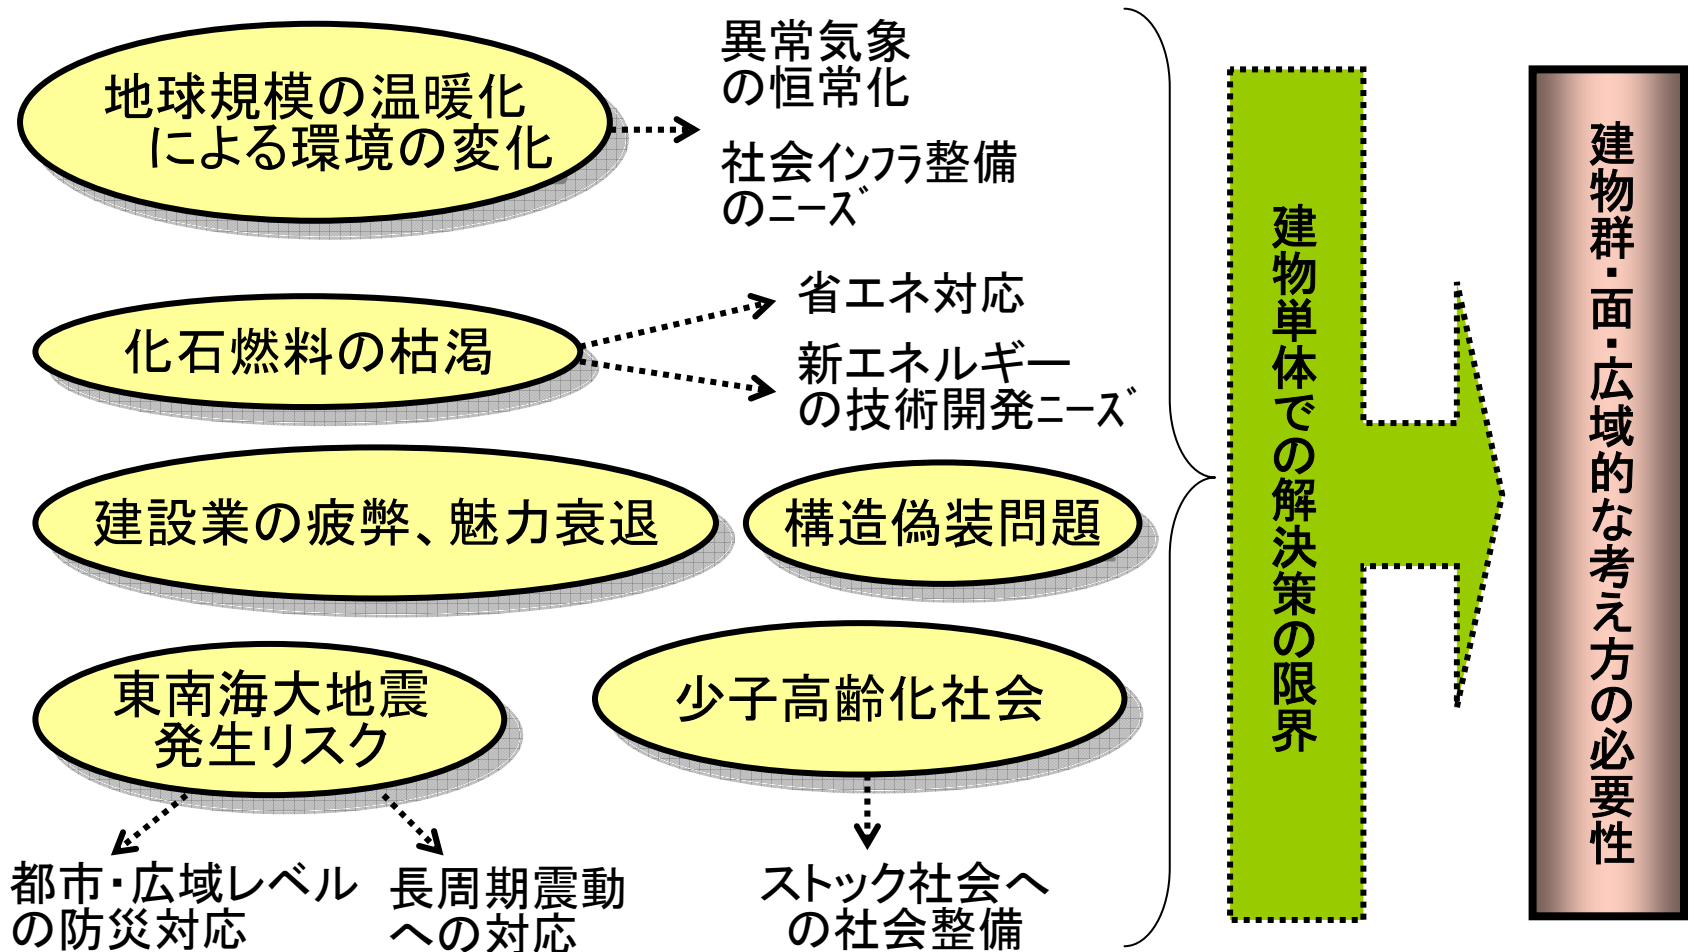 地球規模の温暖化
による環境の変化
異常気象
の恒常化
社会インフラ整備
のニーズ
化石燃料の枯渇
省エネ対応
新エネルギー
の技術開発ニーズ
建設業の疲弊、魅力衰退
構造偽装問題
東南海大地震
発生リスク
少子高齢化社会
都市・広域レベル
の防災対応
長周期震動
への対応
ストック社会へ
の社会整備
建物単体での解決策の限界
建物群・面・広域的な考え方の必要性